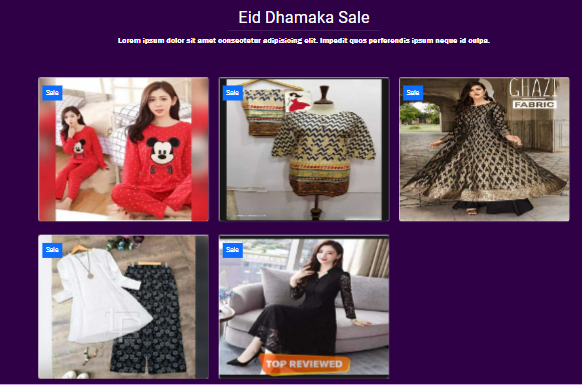 Eid Dhamaka Sale
Lorem ipsum dolor sit amet consectetur adipisicing elit. Impedit quos perferendis ipsum neque id culpa.
Sale
Sale
Sale
GHAZI
FABRIC
Sale
Sale
TOP REVIEWED